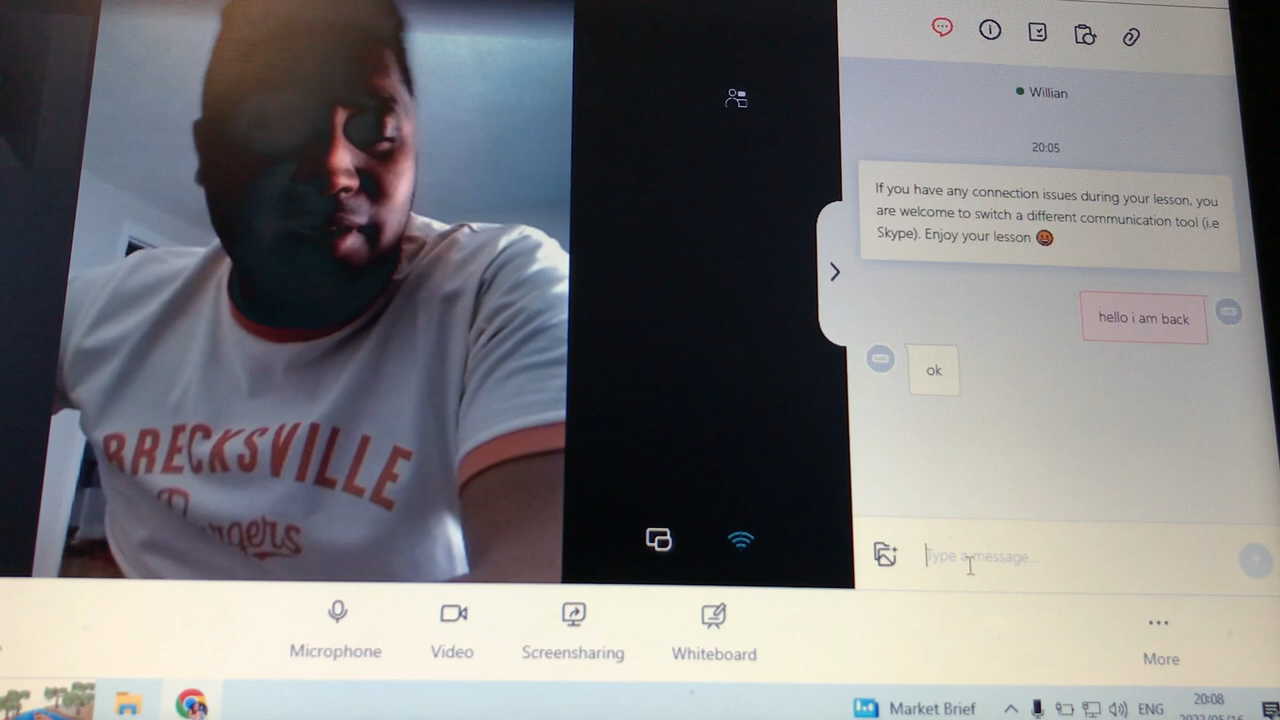 Willian
20:05
If you have any connection issues during your lesson, you
are welcome to switch a different communication tool (i.e
Skype). Enjoy your lesson
hello i am back
ok
BRECKSVILLE
Type a message...
Microphone
Video
Screensharing
Whiteboard
More
Market Brief
ENG
20:08